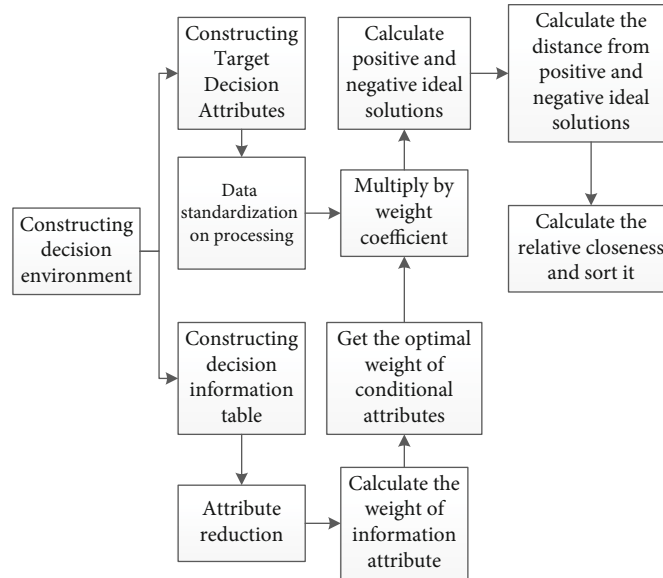 Constructing
Target
Decision
Attributes
Calculate
positive and
negative ideal
solutions
Calculate the
distance from
positive and
negative ideal
solutions
Data
standardization
on processing
Multiply by
weight
coefficient
Constructing
decision
environment
Calculate the
relative closeness
and sort it
Constructing
decision
information
table
Get the optimal
weight of
conditional
attributes
Attribute
reduction
Calculate the
weight of
information
attribute